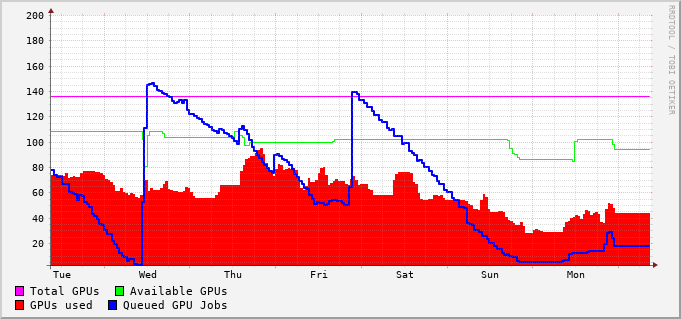 200
180
160
140
120
100
80
60
40
20
Tue Wed Thu Fri Sat Sun Mon
Total GPUs Available GPUs
GPUs used Queued GPU Jobs
RRDTOOL / TOBI OETIKER